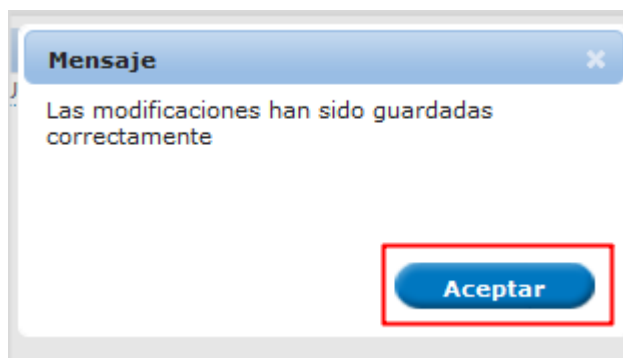 Mensaje
Las modificaciones han sido guardadas
correctamente
Aceptar